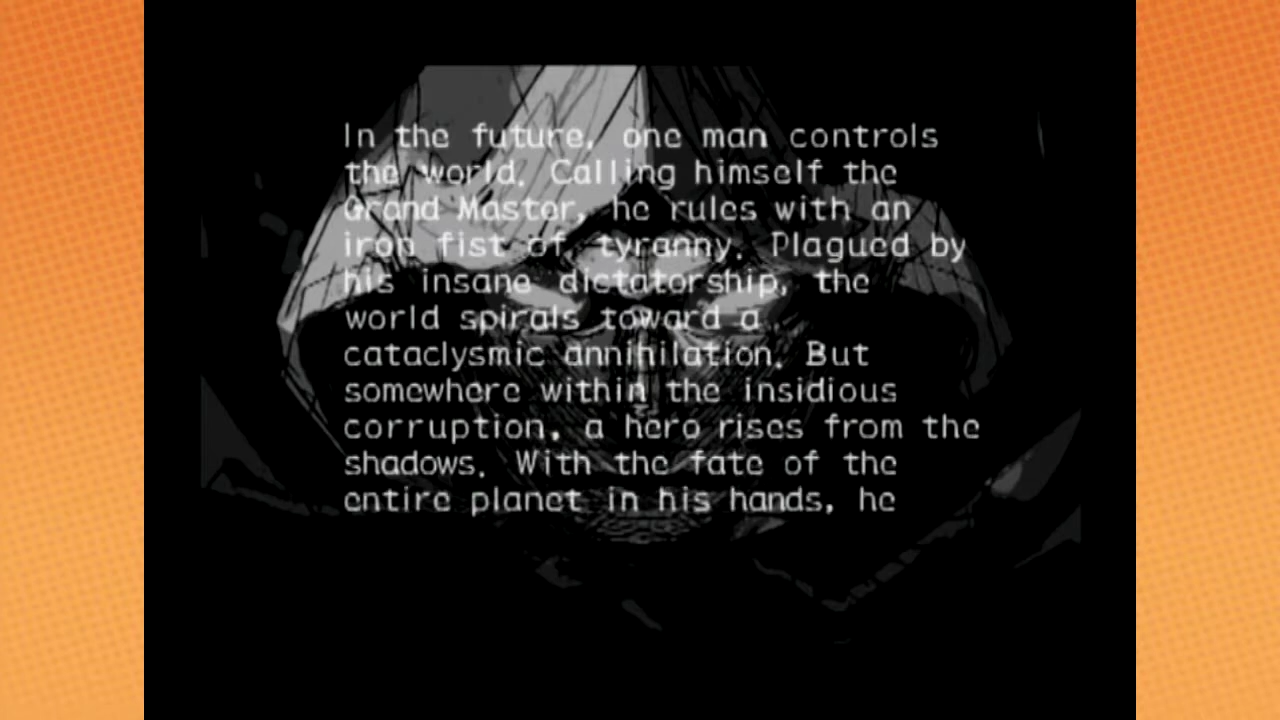 In the future, one man controls
the world. Calling himself the
Grand Master, he rules with an
iron fist of tyranny. Plagued by
his insane dictatorship, the
world spirals toward a
cataclysmic annihilation. But
somewhere within the insidious
corruption, a hero rises from the
shadows. With the fate of the
entire planet in his hands, he